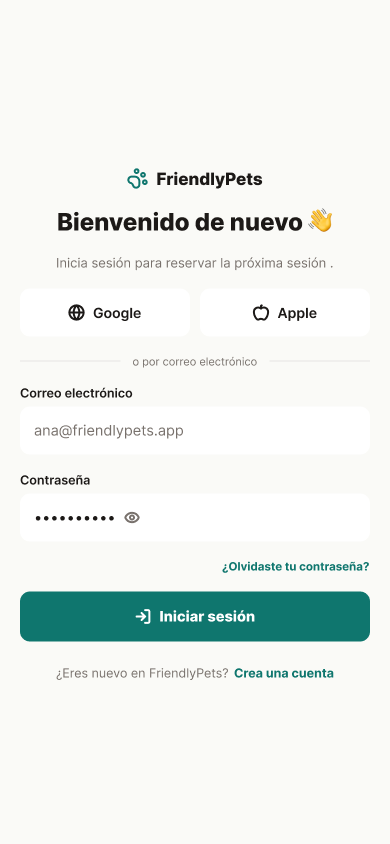 FriendlyPets
Bienvenido de nuevo 👋
Inicia sesión para reservar la próxima sesión .
Google
Apple
o por correo electrónico
Correo electrónico
ana@friendlypets.app
Contraseña
••••••••••
¿Olvidaste tu contraseña?
Iniciar sesión
¿Eres nuevo en FriendlyPets? Crea una cuenta